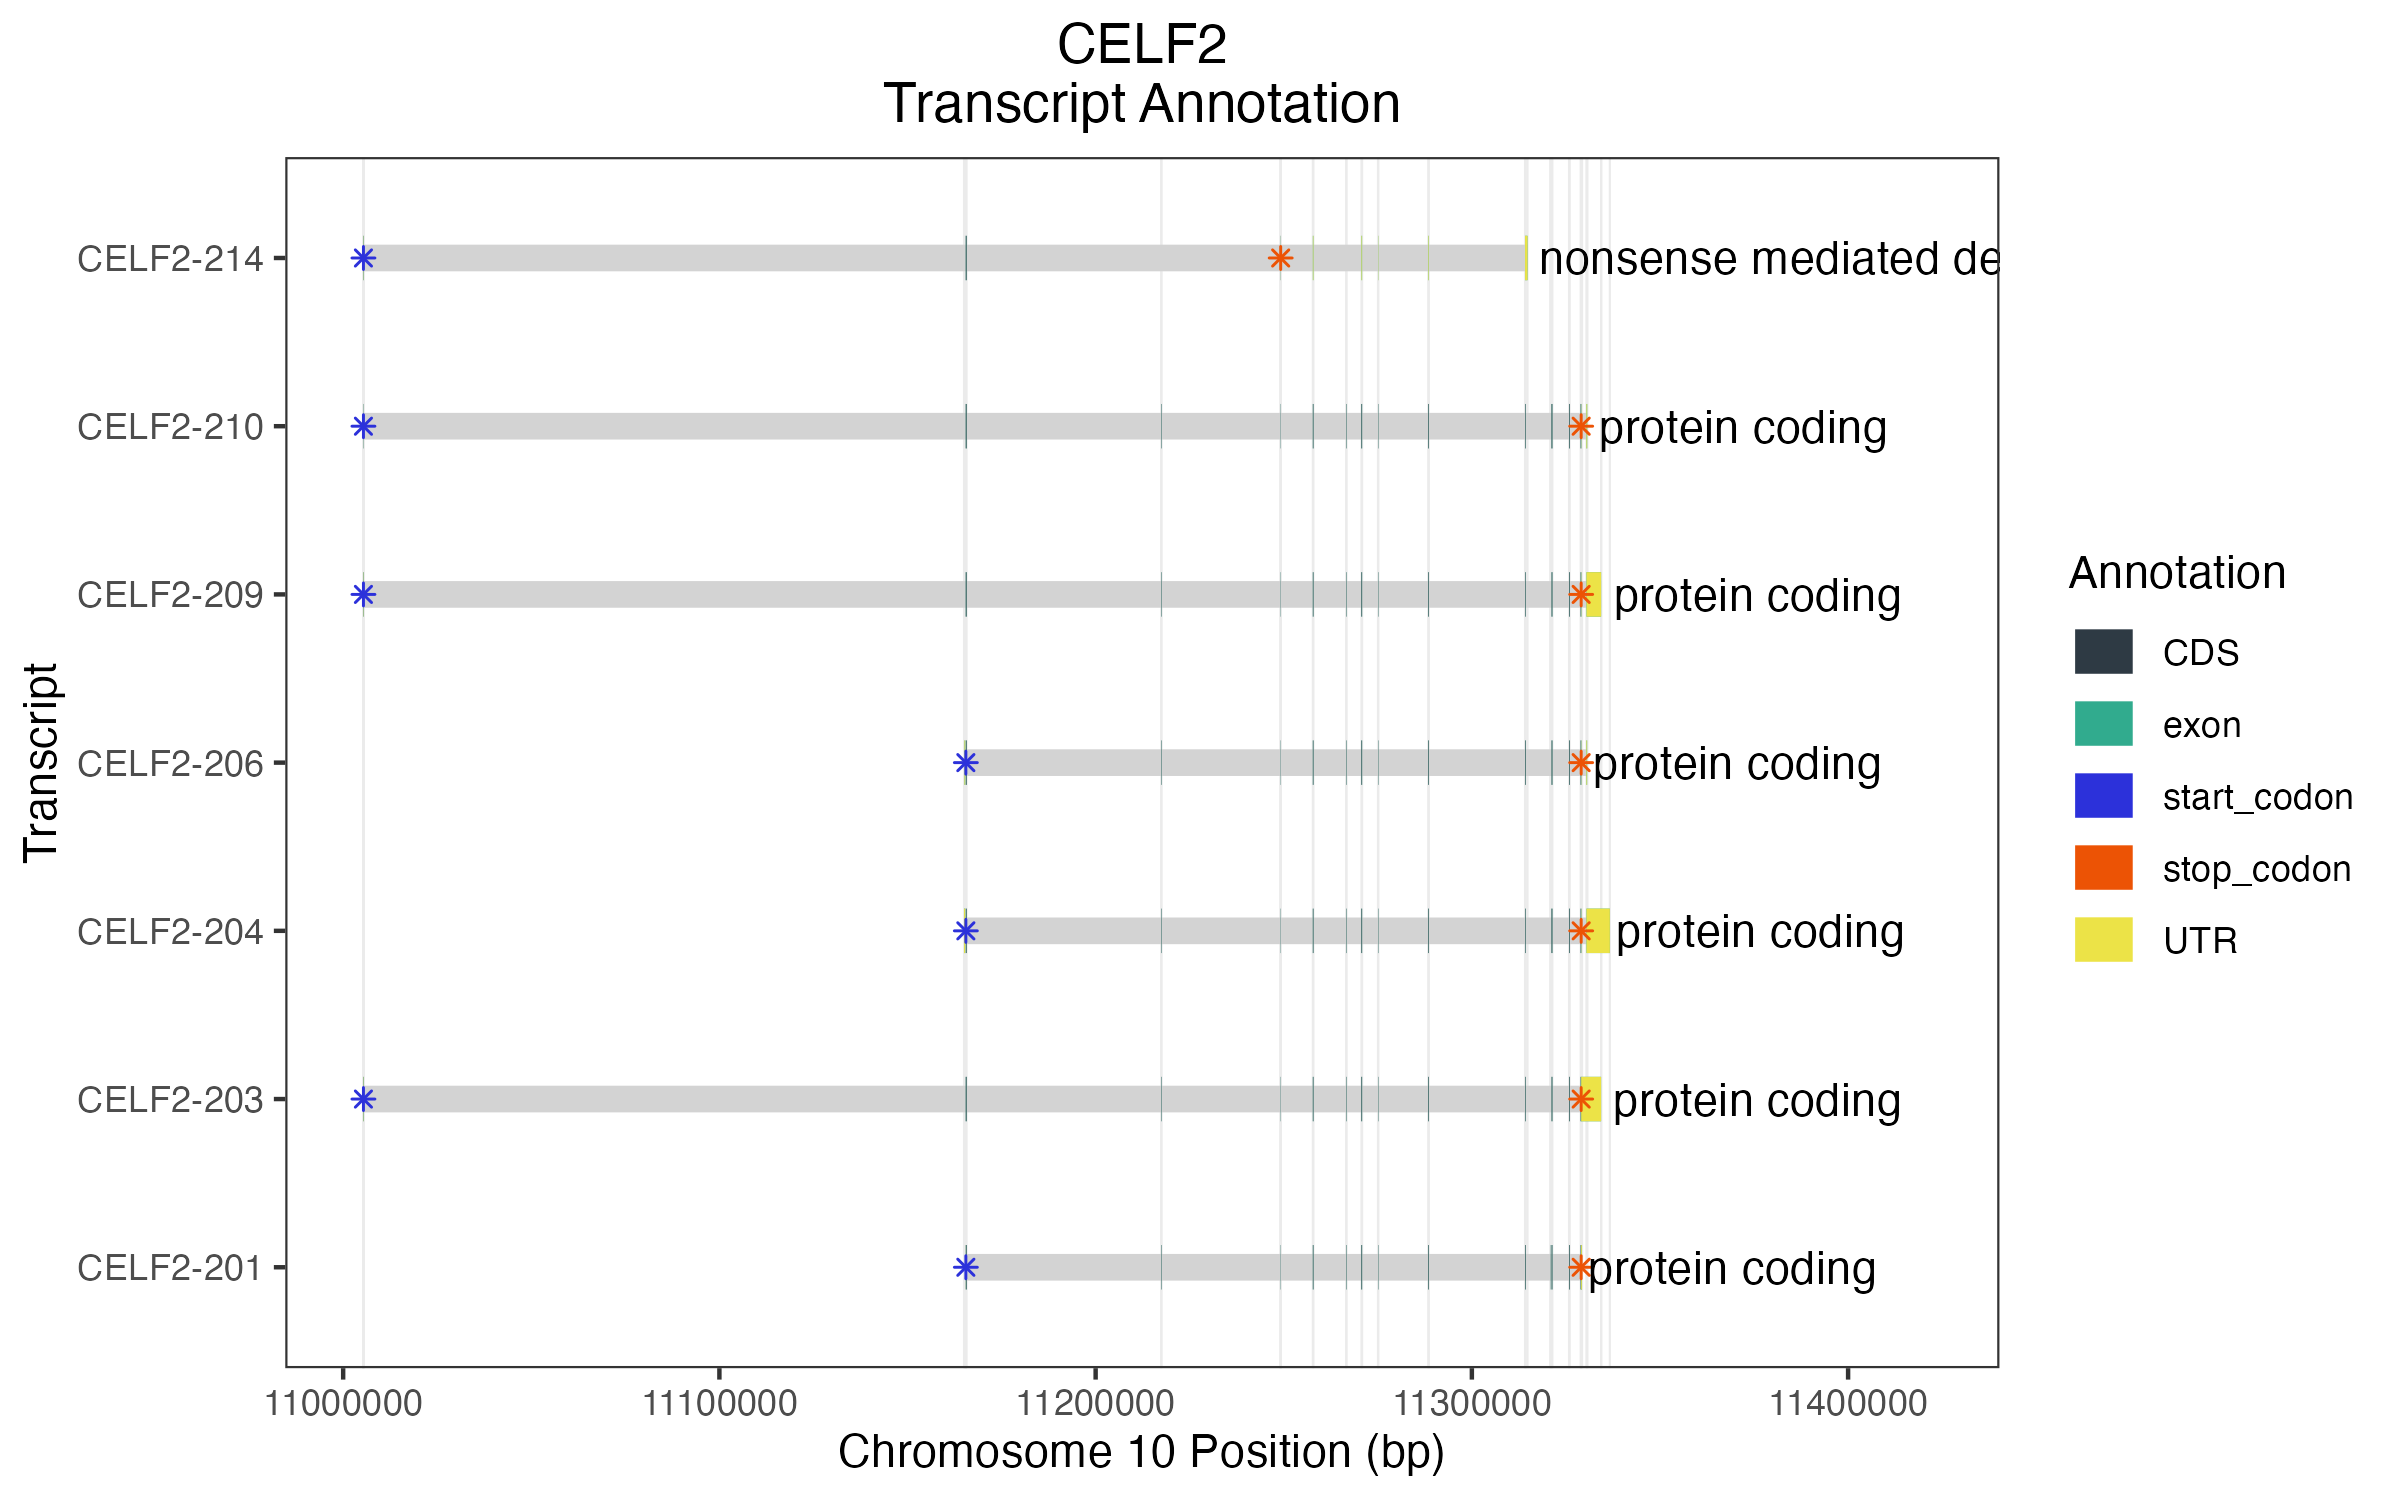 CELF2
Transcript Annotation
CELF2-214
nonsense mediated de
CELF2-210
protein coding
CELF2-209
protein coding
CELF2-206
protein coding
CELF2-204
protein coding
CELF2-203
protein coding
CELF2-201
protein coding
Transcript
11000000
11100000
11200000
11300000
11400000
Chromosome 10 Position (bp)
Annotation
CDS
exon
start_codon
stop_codon
UTR